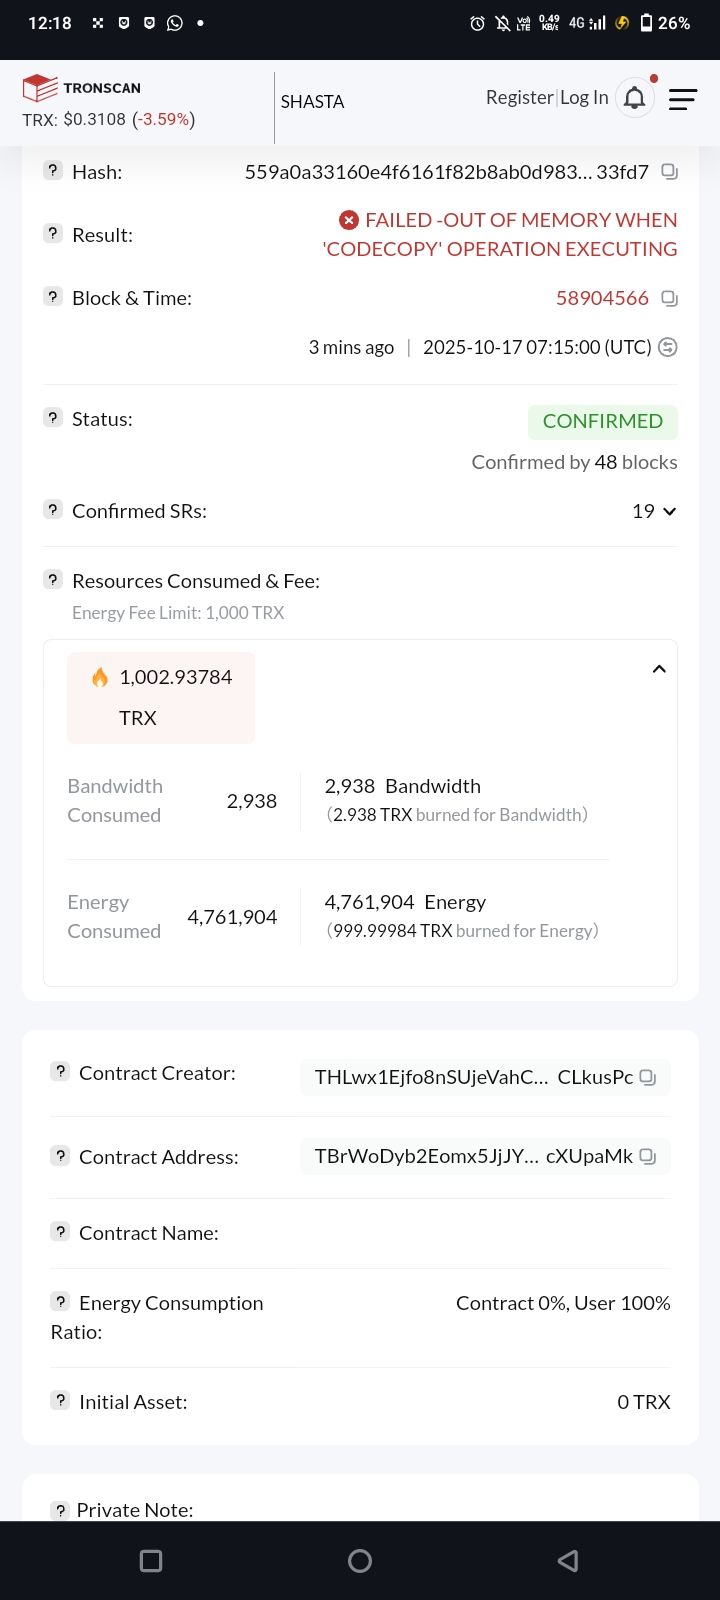 12:18
Vol LTE
0.49 KB/s
4G
26%
TRONSCAN
TRX: $0.3108 (-3.59%)
SHASTA
Register
Log In
? Hash: 559a0a33160e4f6161f82b8ab0d983... 33fd7
? Result: FAILED -OUT OF MEMORY WHEN
'CODECOPY' OPERATION EXECUTING
? Block & Time: 58904566
3 mins ago | 2025-10-17 07:15:00 (UTC)
? Status: CONFIRMED
Confirmed by 48 blocks
? Confirmed SRs: 19
? Resources Consumed & Fee:
Energy Fee Limit: 1,000 TRX
1,002.93784
TRX
Bandwidth
Consumed
2,938
2,938 Bandwidth
(2.938 TRX burned for Bandwidth)
Energy
Consumed
4,761,904
4,761,904 Energy
(999.99984 TRX burned for Energy)
? Contract Creator: THLwx1Ejfo8nSUjeVahC... CLkusPc
? Contract Address: TBrWoDyb2Eomx5JjJY... cXUpaMk
? Contract Name:
? Energy Consumption
Ratio:
Contract 0%, User 100%
? Initial Asset: 0 TRX
? Private Note: